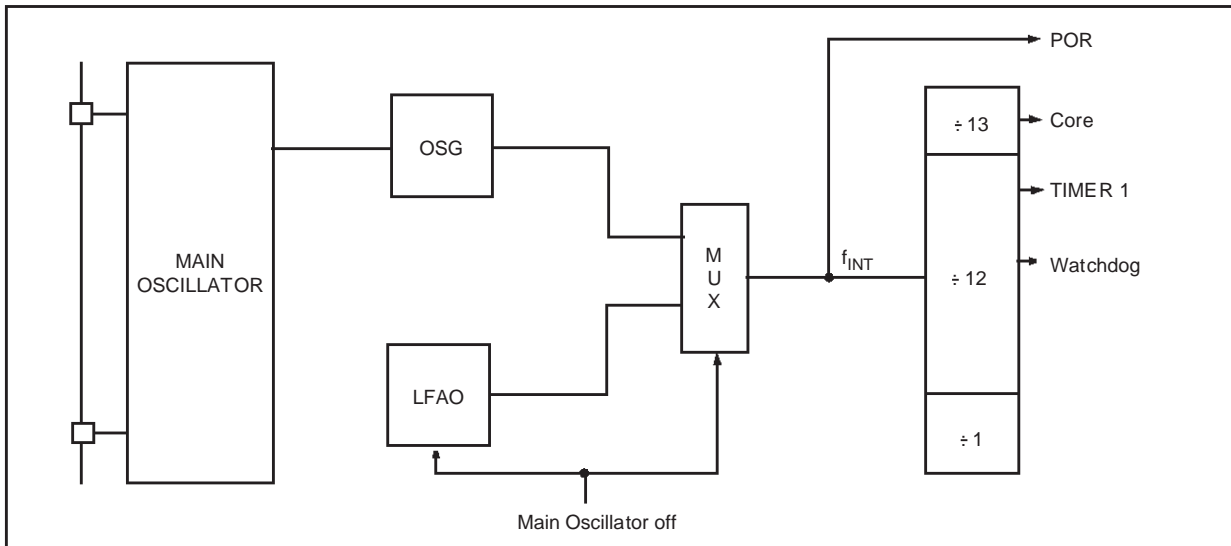 POR
÷ 13
Core
OSG
TIMER 1
MAIN
OSCILLATOR
M
U
X
f_INT
Watchdog
÷ 12
LFAO
÷ 1
Main Oscillator off